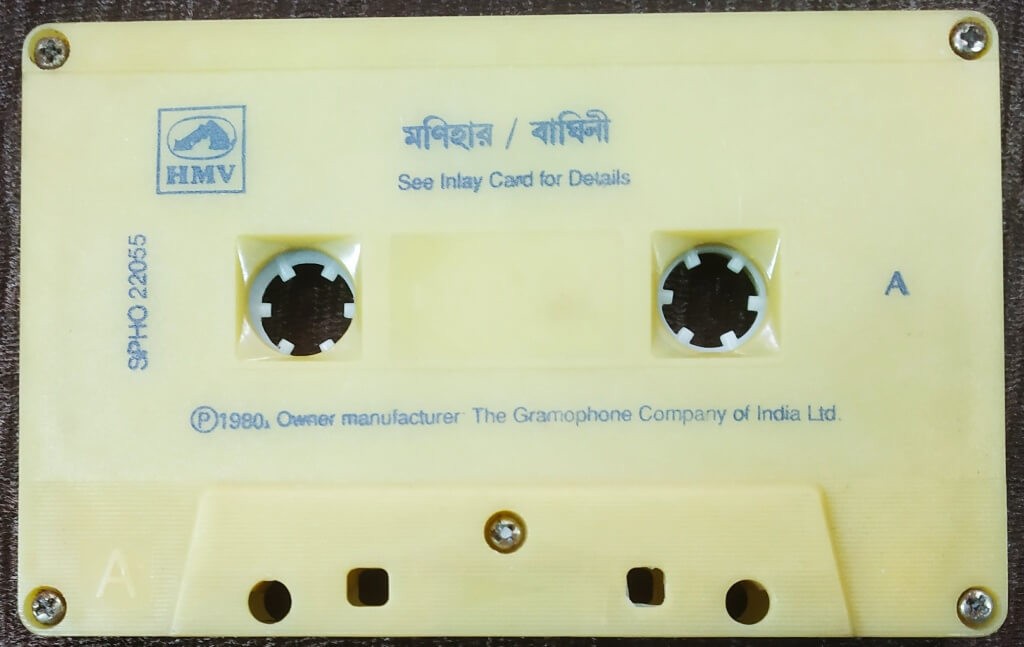 HMV
মণিহার / বাঘিনী
See Inlay Card for Details
SPHO 22055
A
Ⓟ1980, Owner manufacturer The Gramophone Company of India Ltd.
A